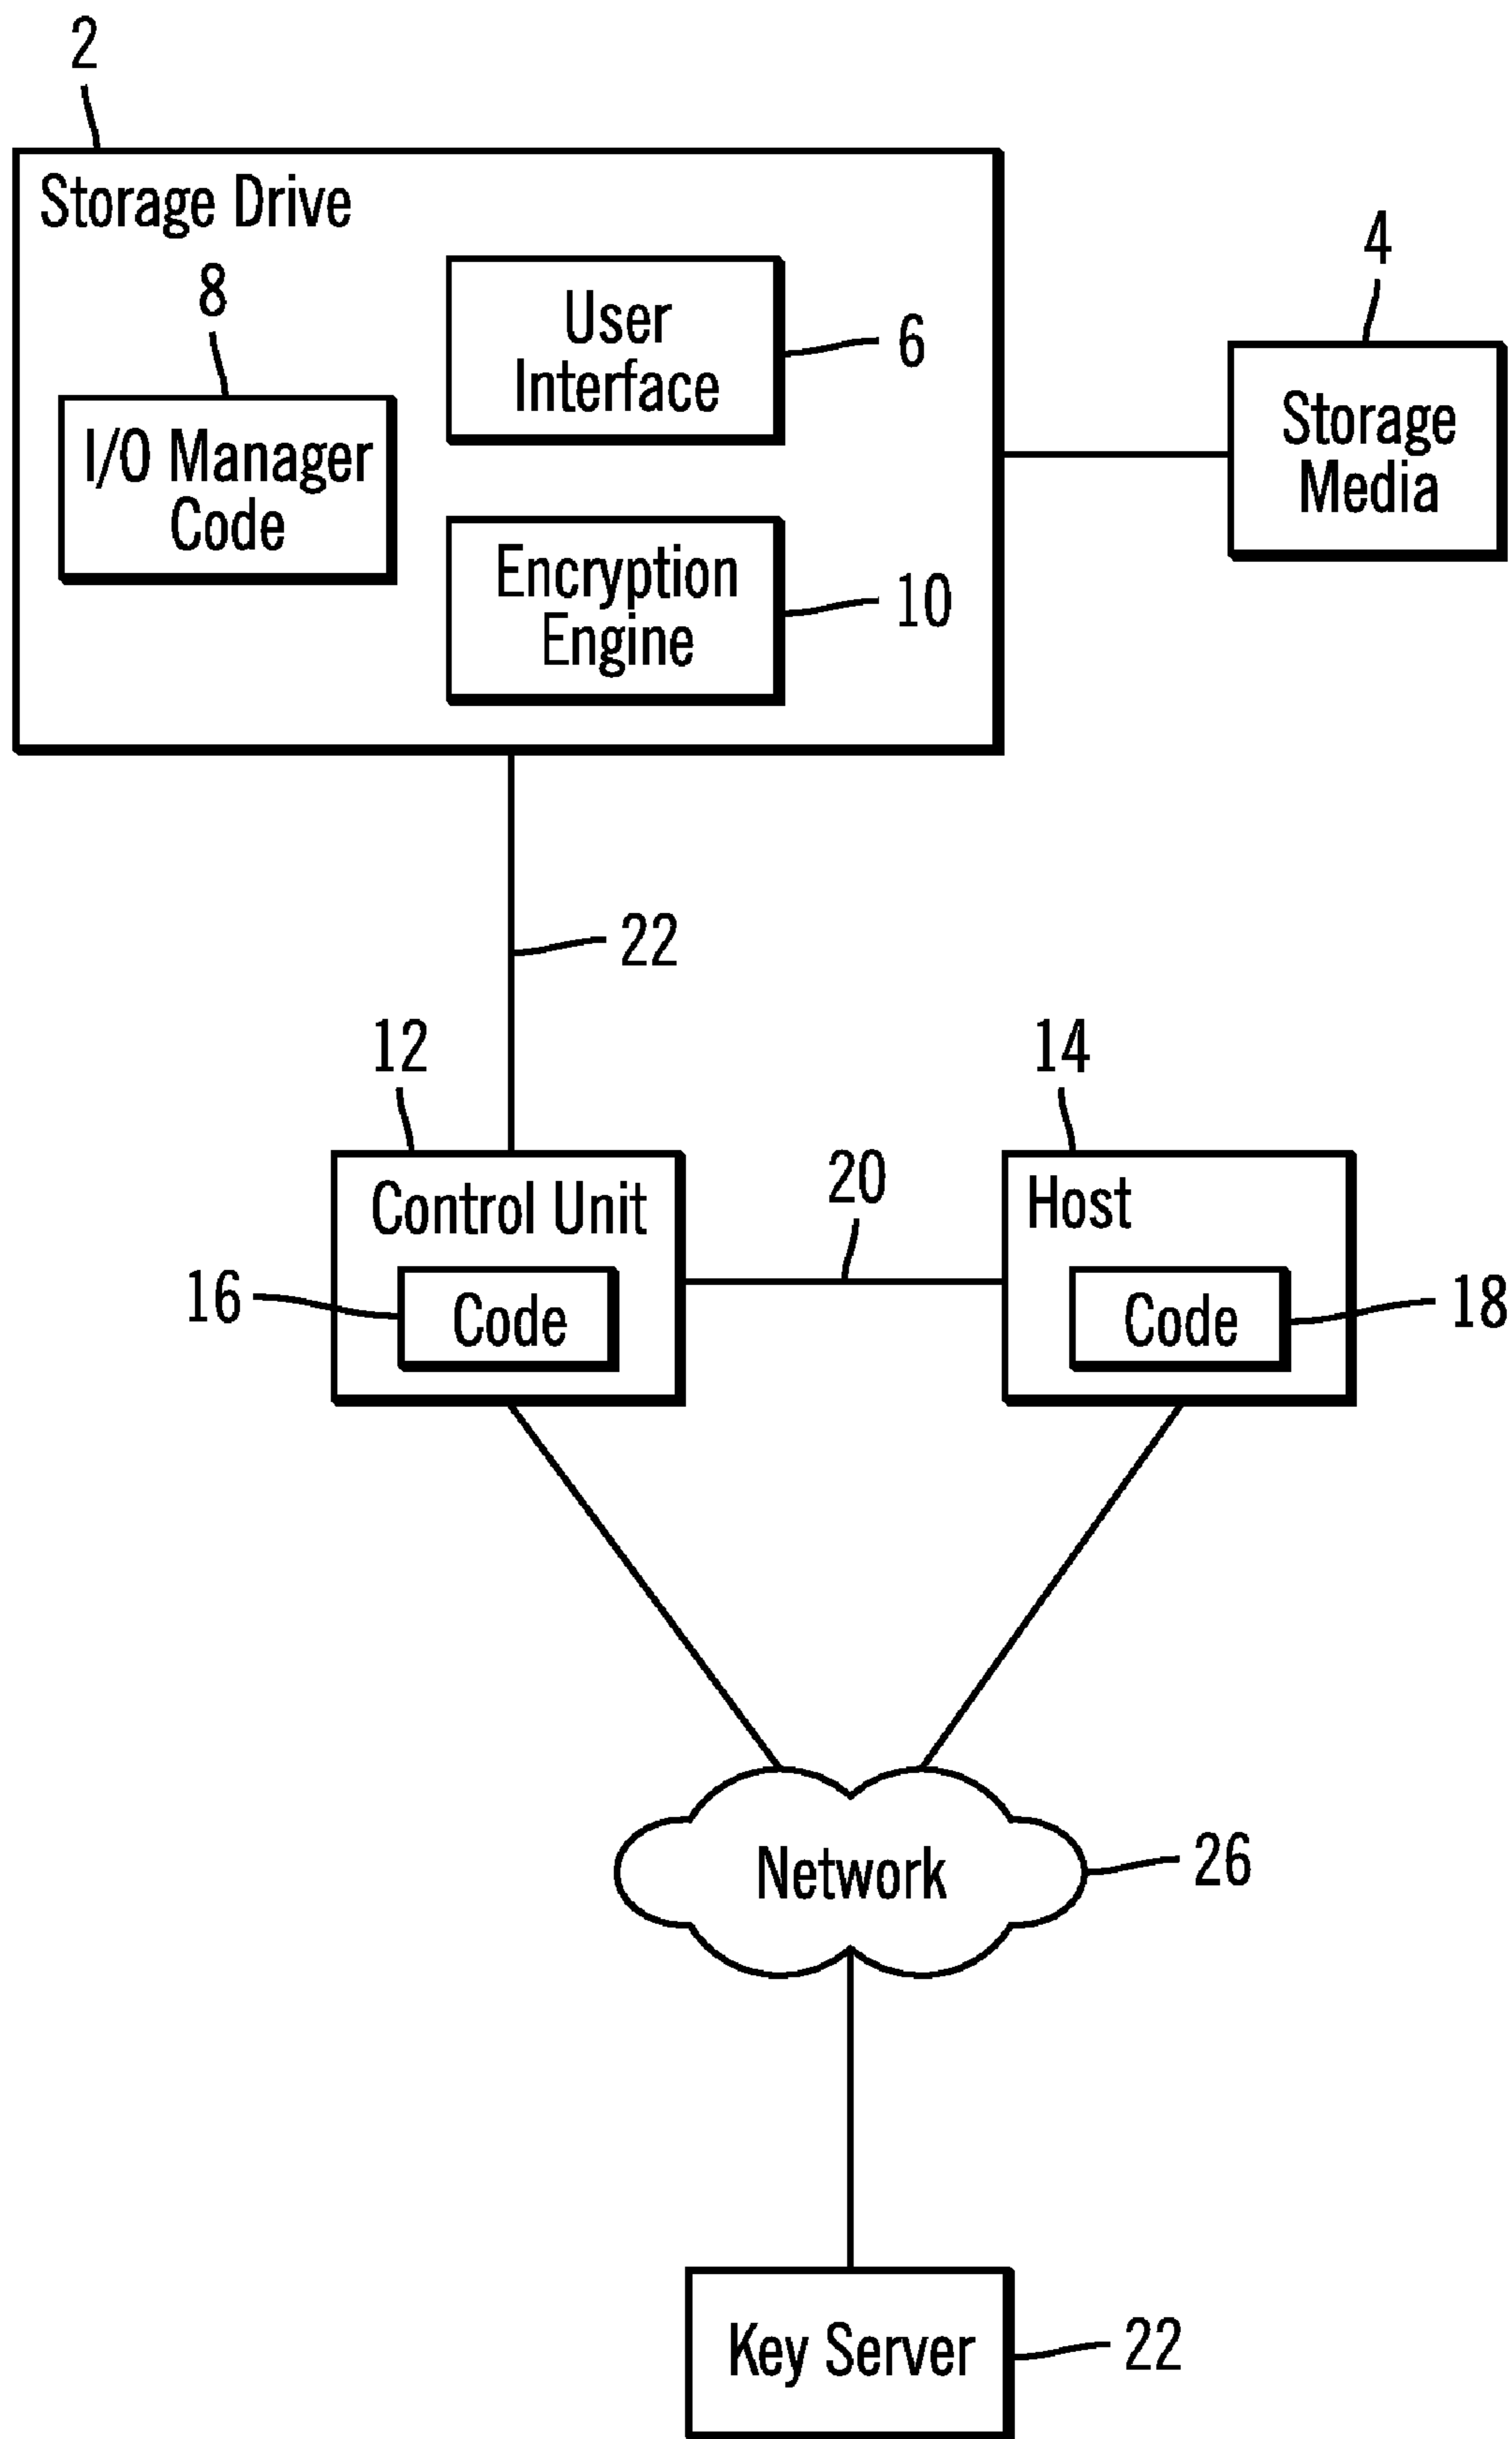 2
Storage Drive
8
User
Interface
6
4
I/O Manager
Code
Storage
Media
Encryption
Engine
10
22
12
14
Control Unit
20
Host
16
Code
Code
18
Network
26
Key Server
22